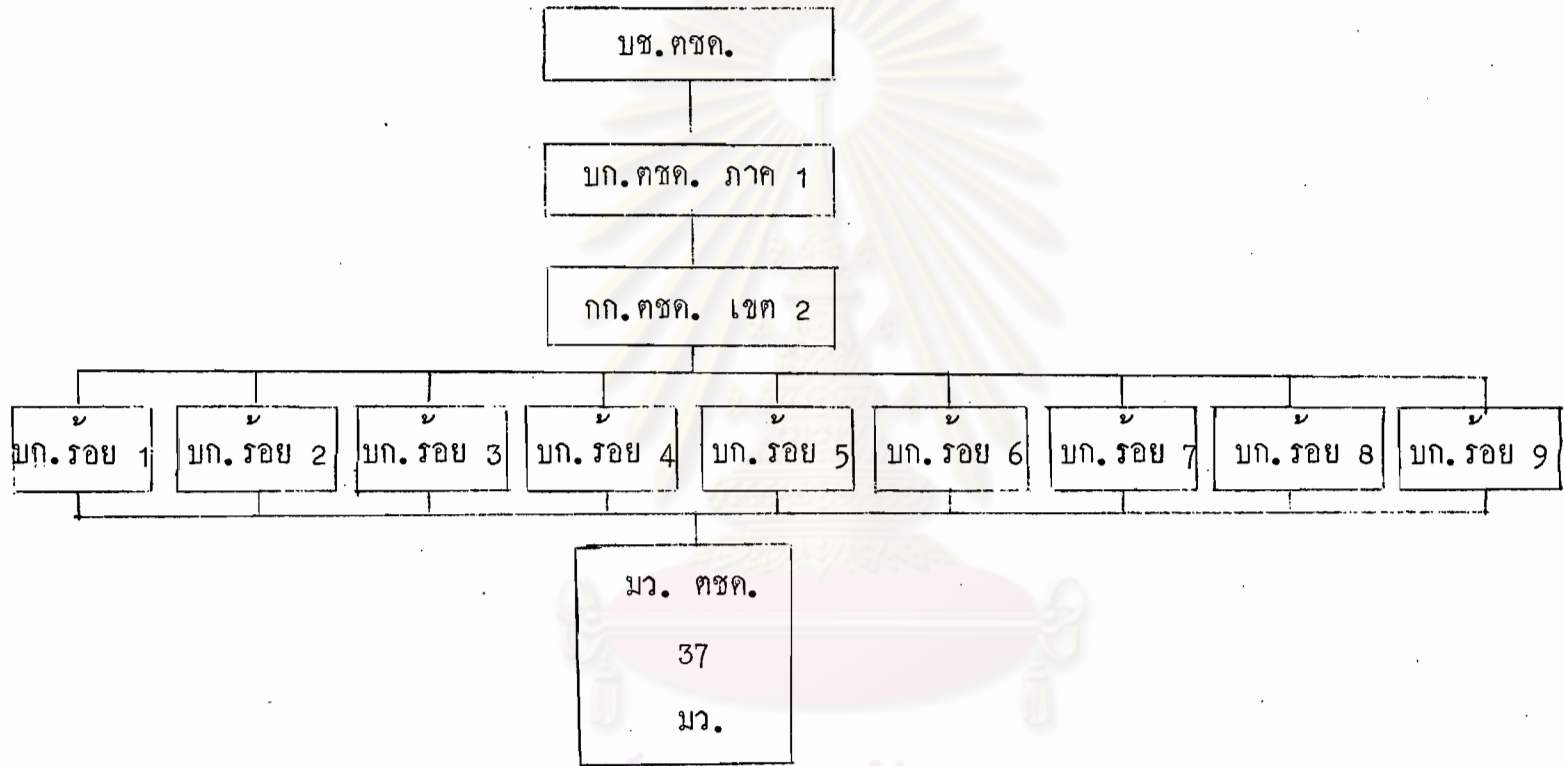 บช.ตชด.
บก.ตชด. ภาค 1
กก.ตชด. เขต 2
บก.ร้อย 1 บก.ร้อย 2 บก.ร้อย 3 บก.ร้อย 4 บก.ร้อย 5 บก.ร้อย 6 บก.ร้อย 7 บก.ร้อย 8 บก.ร้อย 9
มว. ตชด.
37
มว.